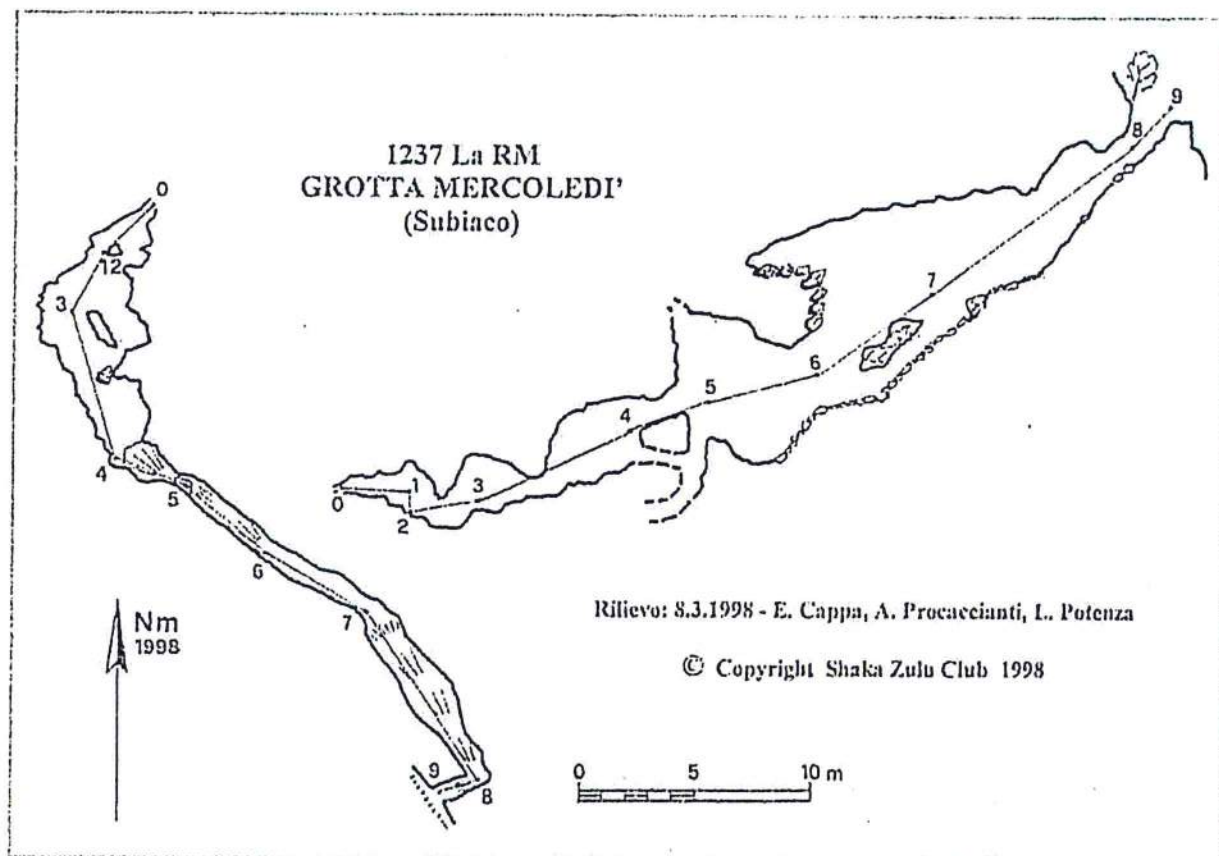 1237 La RM
GROTTA MERCOLEDI'
(Subiaco)
0
12
3
4
5
6
7
8
9
0
1
2
3
4
5
6
7
8
9
Nm
1998
Rilievo: 8.3.1998 - E. Cappa, A. Procaccianti, L. Potenza
© Copyright Shaka Zulu Club 1998
0 5 10 m